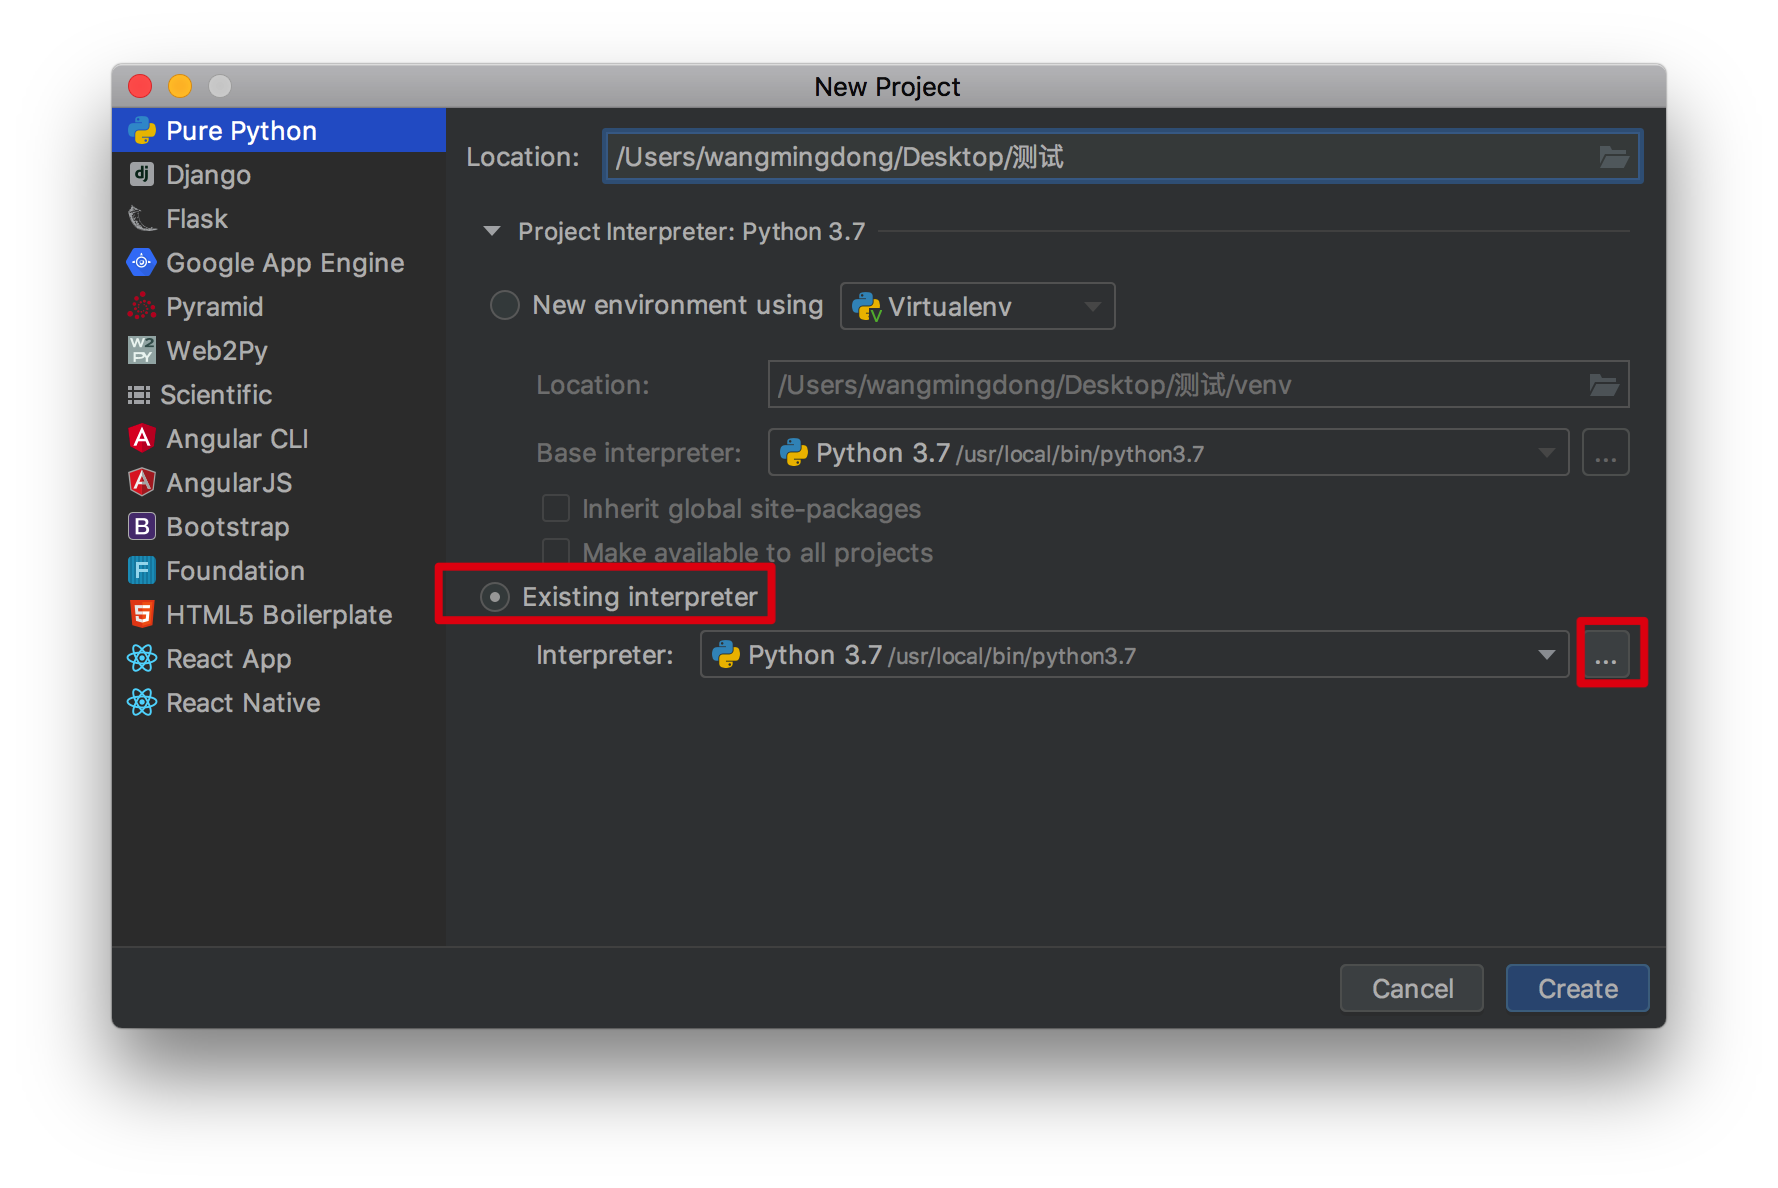 New Project
Pure Python
Django
Flask
Google App Engine
Pyramid
Web2Py
Scientific
Angular CLI
AngularJS
Bootstrap
Foundation
HTML5 Boilerplate
React App
React Native
Location: /Users/wangmingdong/Desktop/测试
Project Interpreter: Python 3.7
New environment using Virtualenv
Location: /Users/wangmingdong/Desktop/测试/venv
Base interpreter: Python 3.7 /usr/local/bin/python3.7 ...
Inherit global site-packages
Make available to all projects
Existing interpreter
Interpreter: Python 3.7 /usr/local/bin/python3.7 ...
Cancel Create